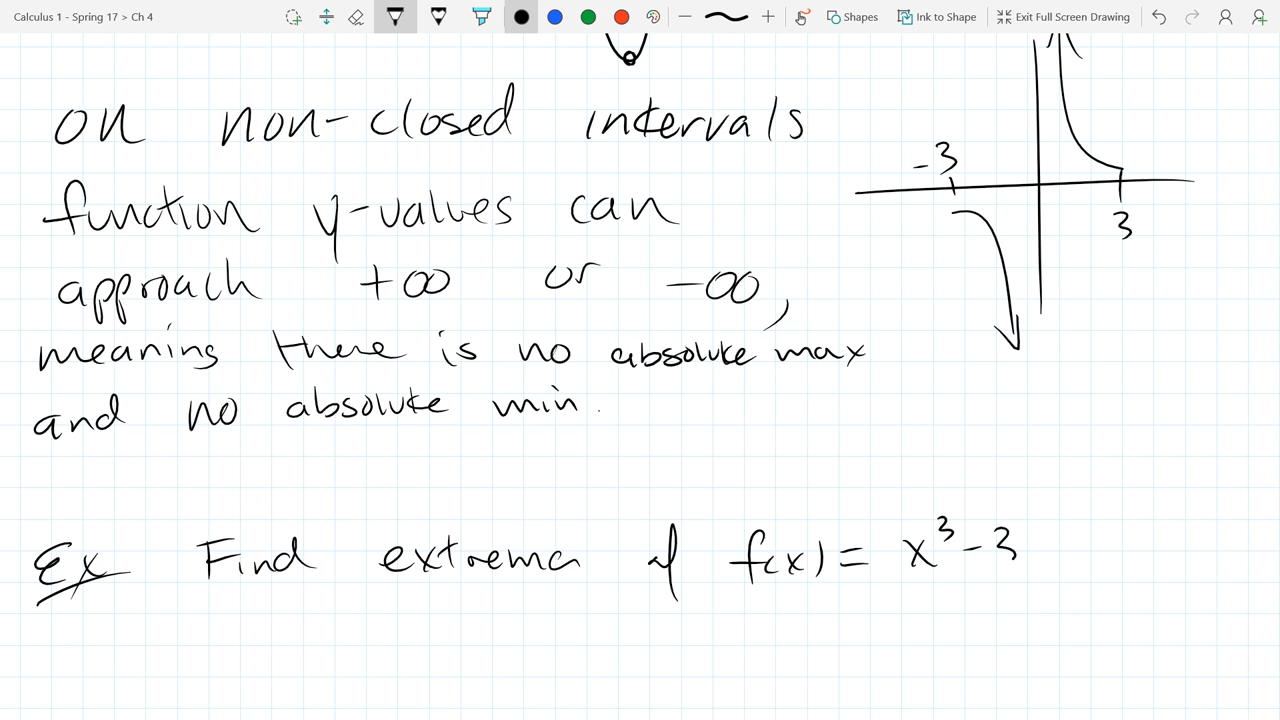 Calculus 1 - Spring 17 > Ch 4
Shapes
Ink to Shape
Exit Full Screen Drawing
on non-closed intervals
function y-values can
approach +∞ or -∞,
meaning there is no absolute max
and no absolute min.
-3
3
Ex Find extrema of f(x) = x³ - 3